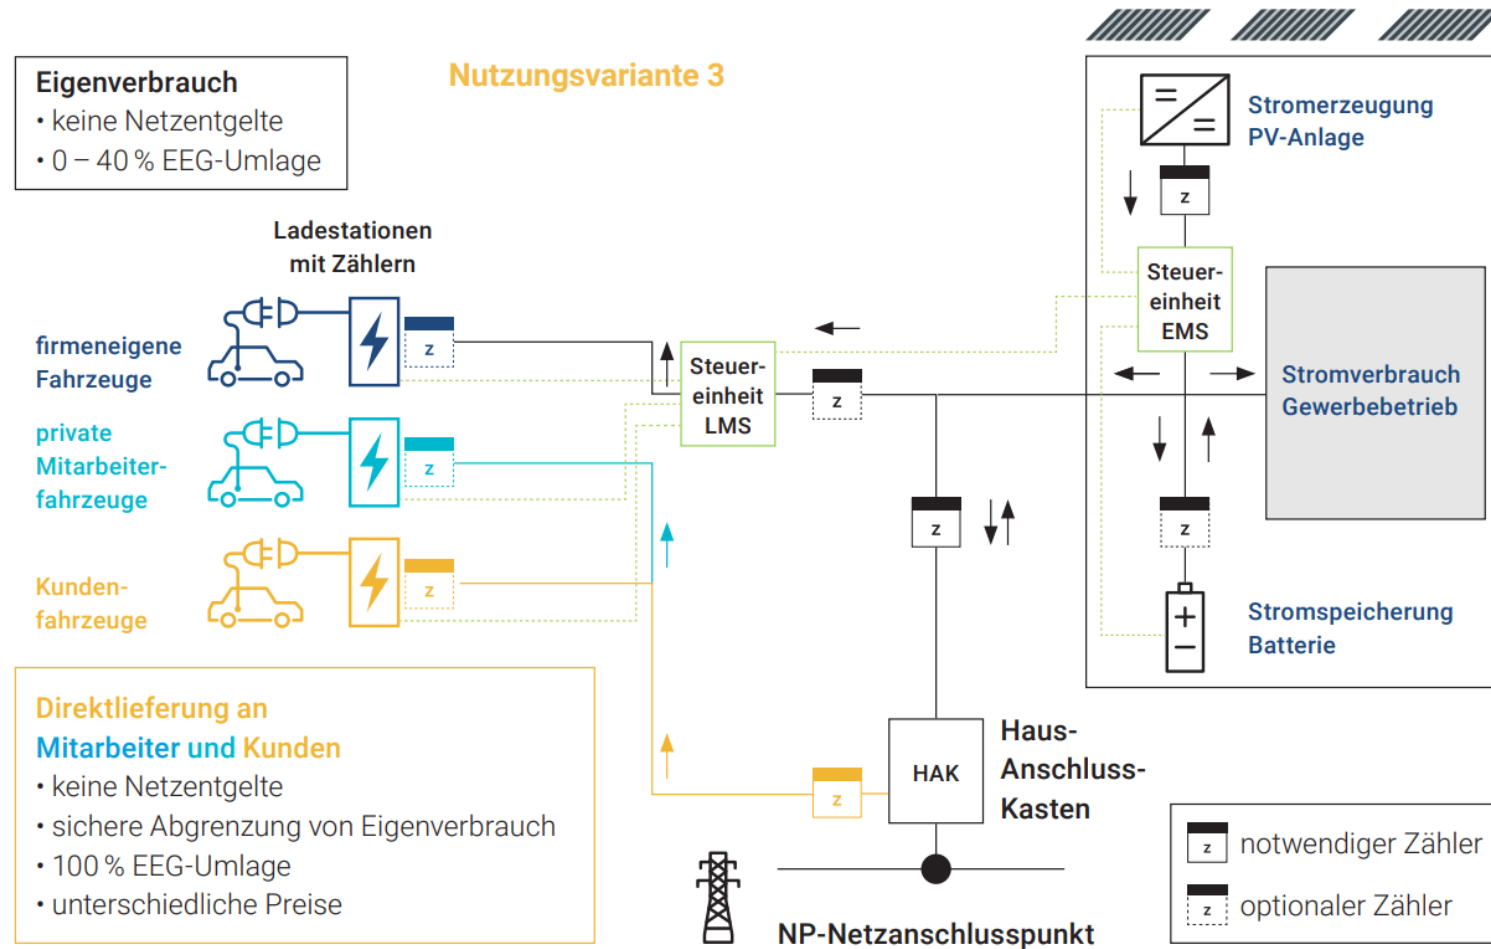 Nutzungsvariante 3
Eigenverbrauch
• keine Netzentgelte
• 0 – 40 % EEG-Umlage
Ladestationen
mit Zählern
firmeneigene
Fahrzeuge
z
private
Mitarbeiter-
fahrzeuge
z
Kunden-
fahrzeuge
z
Steuer-
einheit
LMS
z
z
Stromerzeugung
PV-Anlage
z
Steuer-
einheit
EMS
Stromverbrauch
Gewerbebetrieb
z
Stromspeicherung
Batterie
Direktlieferung an
Mitarbeiter und Kunden
• keine Netzentgelte
• sichere Abgrenzung von Eigenverbrauch
• 100 % EEG-Umlage
• unterschiedliche Preise
z
HAK
Haus-
Anschluss-
Kasten
NP-Netzanschlusspunkt
z notwendiger Zähler
z optionaler Zähler